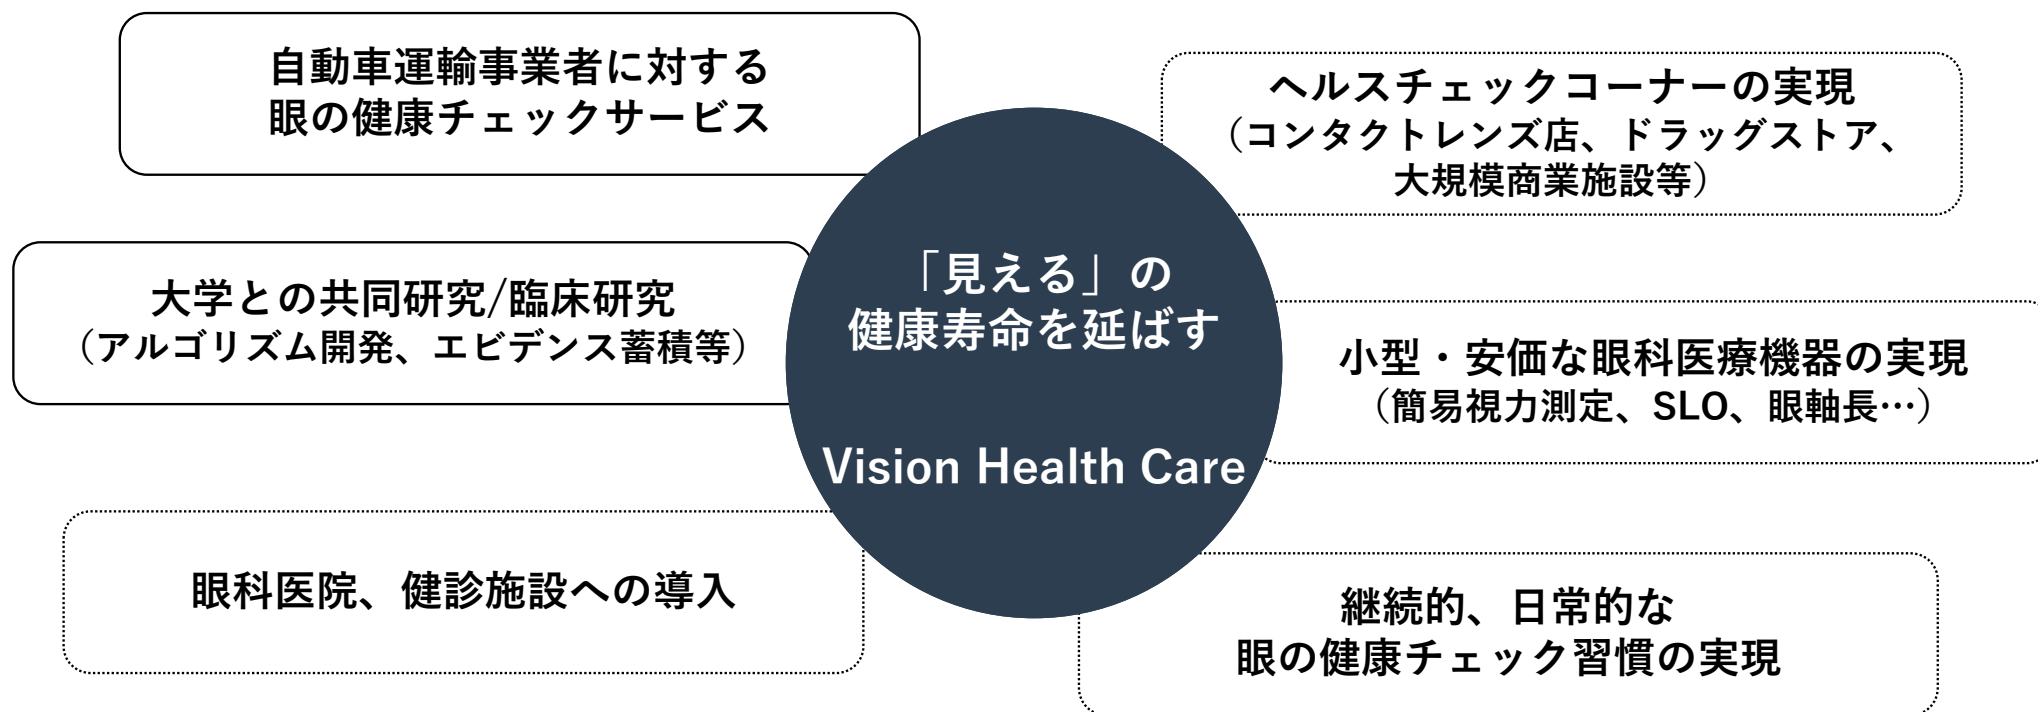 自動車運輸事業者に対する
眼の健康チェックサービス
大学との共同研究/臨床研究
（アルゴリズム開発、エビデンス蓄積等）
眼科医院、健診施設への導入
「見える」の
健康寿命を延ばす
Vision Health Care
ヘルスチェックコーナーの実現
（コンタクトレンズ店、ドラッグストア、
大規模商業施設等）
小型・安価な眼科医療機器の実現
（簡易視力測定、SLO、眼軸長…）
継続的、日常的な
眼の健康チェック習慣の実現